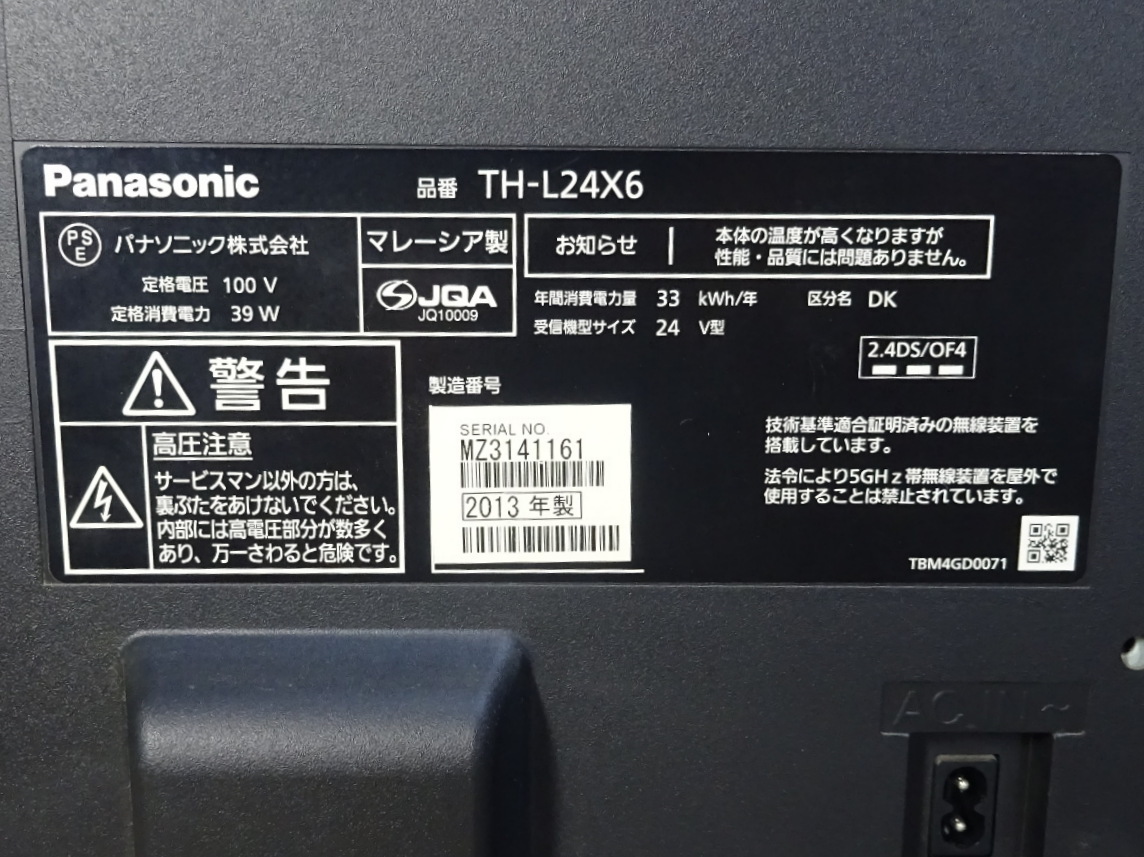 Panasonic
品番 TH-L24X6
PSE パナソニック株式会社
定格電圧 100 V
定格消費電力 39 W
マレーシア製
JQA
JQ10009
お知らせ
本体の温度が高くなりますが
性能・品質には問題ありません。
年間消費電力量 33 kWh/年 区分名 DK
受信機型サイズ 24 V型
2.4DS/OF4
警告
高圧注意
サービスマン以外の方は、
裏ぶたをあけないでください。
内部には高電圧部分が数多く
あり、万一さわると危険です。
製造番号
SERIAL NO.
MZ3141161
2013 年製
技術基準適合証明済みの無線装置を
搭載しています。
法令により5GHz帯無線装置を屋外で
使用することは禁止されています。
TBM4GD0071
AC IN ~